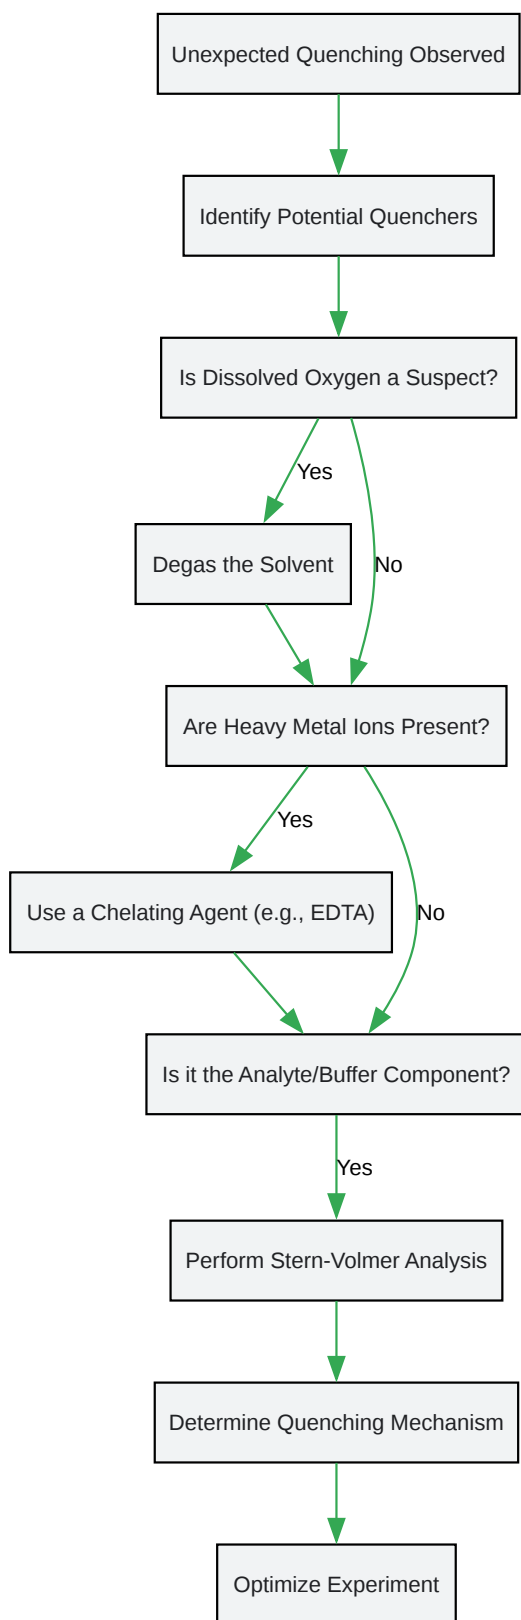 Unexpected Quenching Observed
Identify Potential Quenchers
Is Dissolved Oxygen a Suspect?
Yes
Degas the Solvent
No
Are Heavy Metal Ions Present?
Yes
Use a Chelating Agent (e.g., EDTA)
No
Is it the Analyte/Buffer Component?
Yes
Perform Stern-Volmer Analysis
Determine Quenching Mechanism
Optimize Experiment